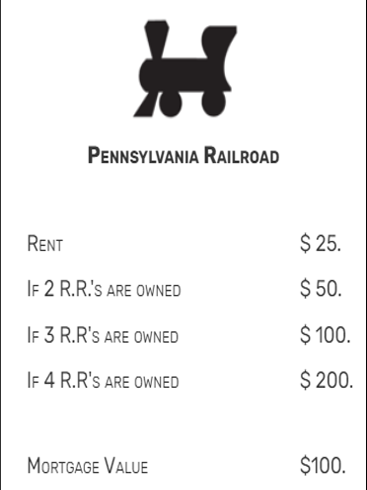 Pennsylvania Railroad
Rent $ 25.
If 2 R.R.'s are owned $ 50.
If 3 R.R's are owned $ 100.
If 4 R.R's are owned $ 200.
Mortgage Value $100.